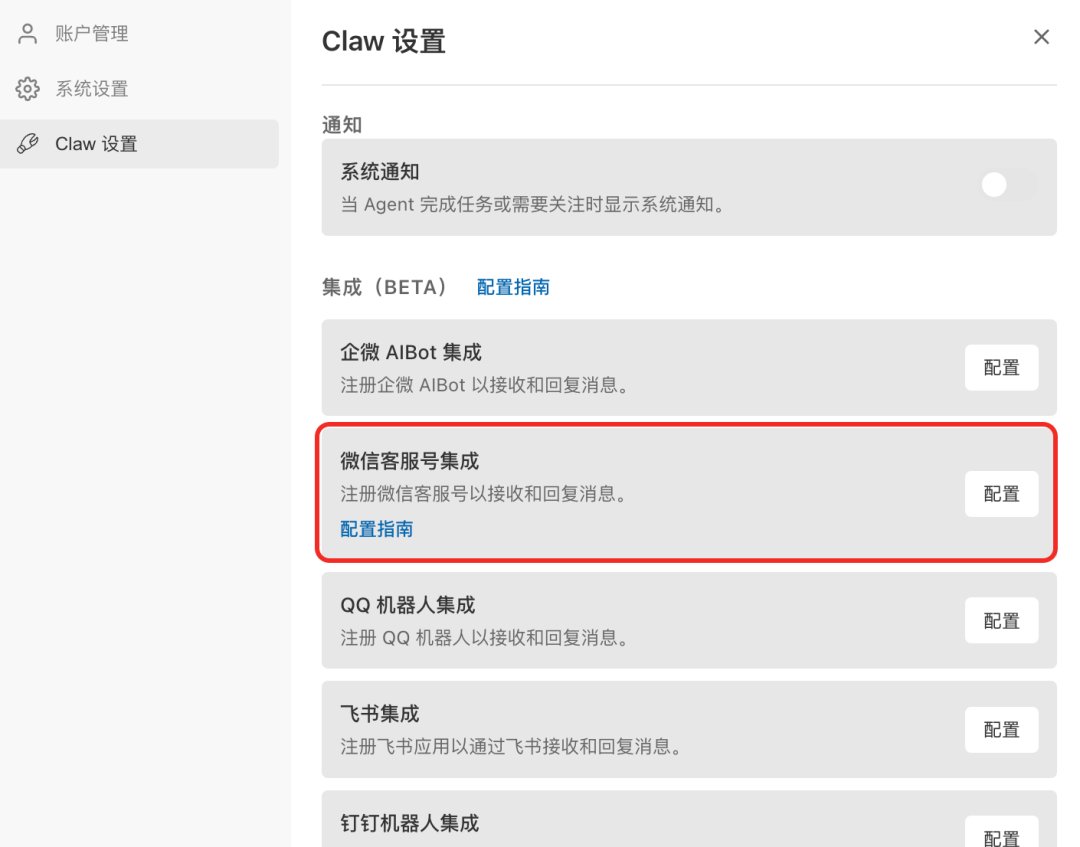 账户管理
系统设置
Claw 设置
Claw 设置
通知
系统通知
当 Agent 完成任务或需要关注时显示系统通知。
集成（BETA） 配置指南
企微 AIBot 集成
注册企微 AIBot 以接收和回复消息。
配置
微信客服号集成
注册微信客服号以接收和回复消息。
配置指南
配置
QQ 机器人集成
注册 QQ 机器人以接收和回复消息。
配置
飞书集成
注册飞书应用以通过飞书接收和回复消息。
配置
钉钉机器人集成
配置